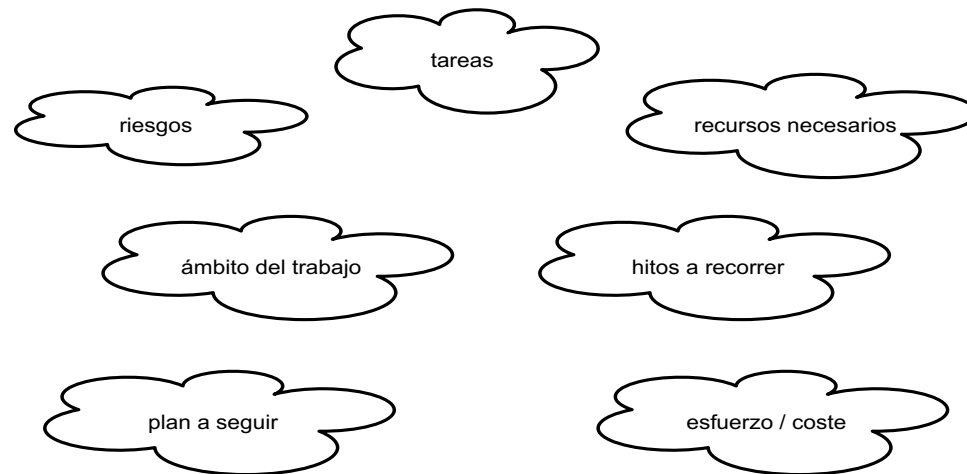 tareas
riesgos
recursos necesarios
ámbito del trabajo
hitos a recorrer
plan a seguir
esfuerzo / coste